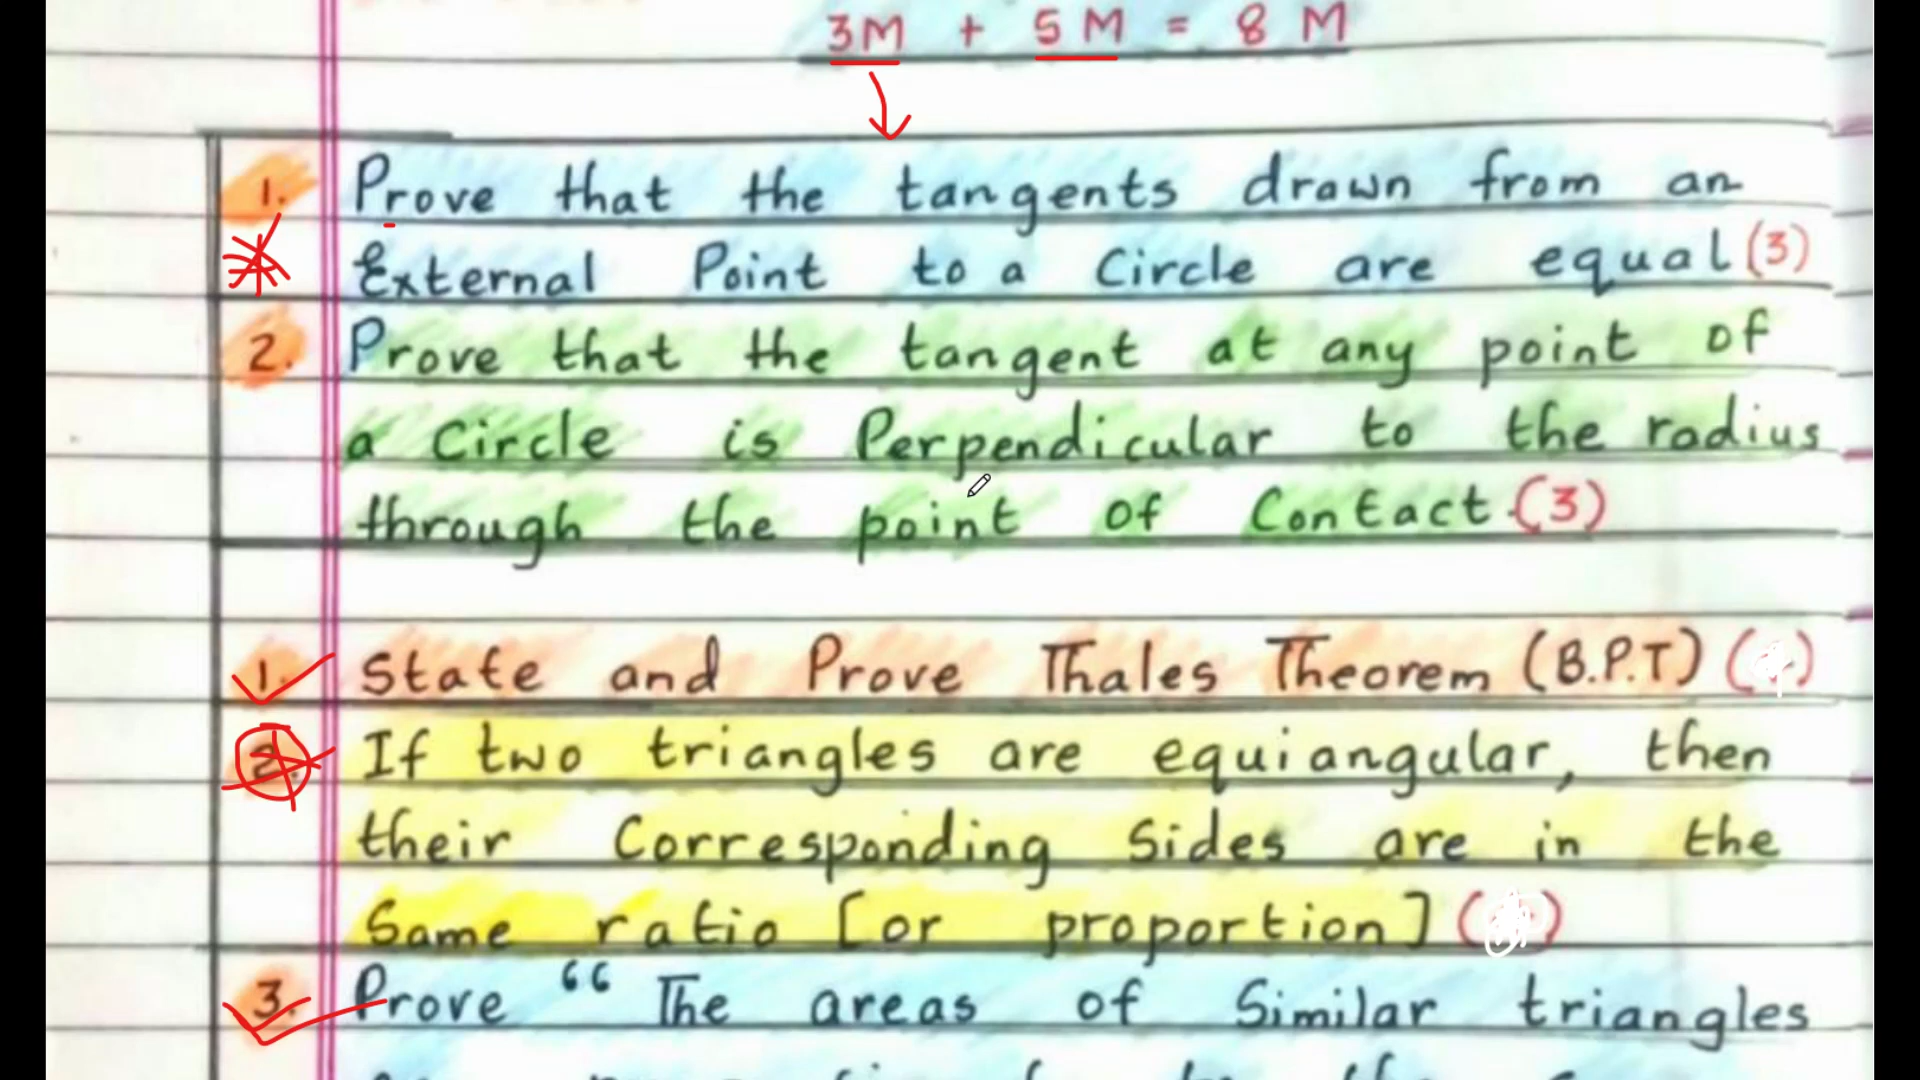 3M + 5M = 8 M
1. Prove that the tangents drawn from an
External Point to a Circle are equal (3)
2. Prove that the tangent at any point of
a Circle is Perpendicular to the radius
through the point of Contact (3)
1. State and Prove Thales Theorem (B.P.T)
2. If two triangles are equiangular, then
their Corresponding Sides are in the
Same ratio [or proportion]
3. Prove “ The areas of Similar triangles